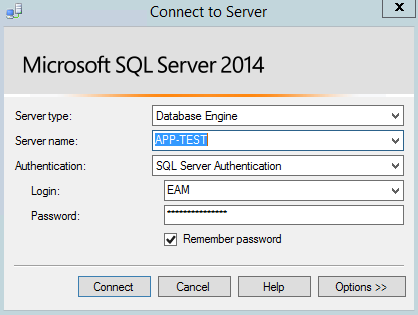 Connect to Server
x
Microsoft SQL Server 2014
Server type: Database Engine
Server name: APP-TEST
Authentication: SQL Server Authentication
Login: EAM
Password: ***************
Remember password
Connect Cancel Help Options >>